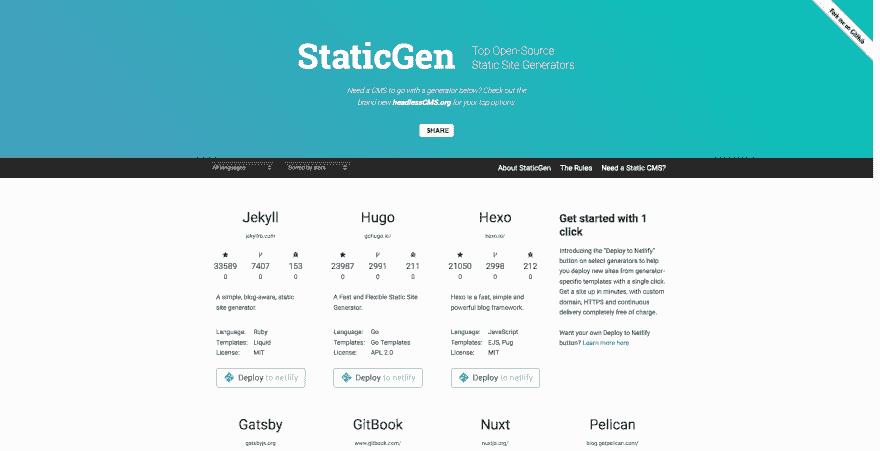 Fork me on GitHub
StaticGen
Top Open-Source
Static Site Generators
Need a CMS to go with a generator below? Check out the
brand new headlessCMS.org for your top options
SHARE
All languages
Sorted by stars
About StaticGen The Rules Need a Static CMS?
Jekyll
jekyllrb.com
33589 7407 153
0 0 0
A simple, blog-aware, static
site generator.
Language: Ruby
Templates: Liquid
License: MIT
Deploy to netlify
Hugo
gohugo.io/
23987 2991 211
0 0 0
A Fast and Flexible Static Site
Generator.
Language: Go
Templates: Go Templates
License: APL 2.0
Deploy to netlify
Hexo
hexo.io/
21050 2998 212
0 0 0
Hexo is a fast, simple and
powerful blog framework.
Language: JavaScript
Templates: EJS, Pug
License: MIT
Deploy to netlify
Get started with 1
click
Introducing the "Deploy to Netlify"
button on select generators to help
you deploy new sites from generator-
specific templates with a single click.
Get a site up in minutes, with custom
domain, HTTPS and continuous
delivery completely free of charge.
Want your own Deploy to Netlify
button? Learn more here
Gatsby
gatsbyjs.org
GitBook
www.gitbook.com/
Nuxt
nuxtjs.org/
Pelican
blog.getpelican.com/